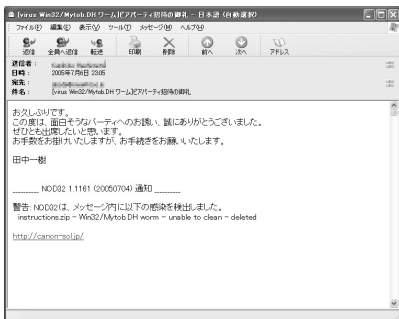 [virus Win32/Mytob.DH ワーム]ピアパーティ招待の御礼 - 日本語 (自動選択)
ファイル(F) 編集(E) 表示(V) ツール(T) メッセージ(M) ヘルプ(H)
返信 全員へ返信 転送 印刷 削除 前へ 次へ アドレス
送信者:
日時: 2005年7月6日 23:05
宛先:
件名: [virus Win32/Mytob.DH ワーム]ピアパーティ招待の御礼
お久しぶりです。
この度は、面白そうなパーティへのお誘い、誠にありがとうございました。
ぜひとも出席したいと思います。
お手数をお掛けいたしますが、お手続きをお願いいたします。
田中一樹
__________ NOD32 1.1161 (20050704) 通知 __________
警告: NOD32は、メッセージ内に以下の感染を検出しました。
instructions.zip - Win32/Mytob.DH worm - unable to clean - deleted
http://canon-sol.jp/